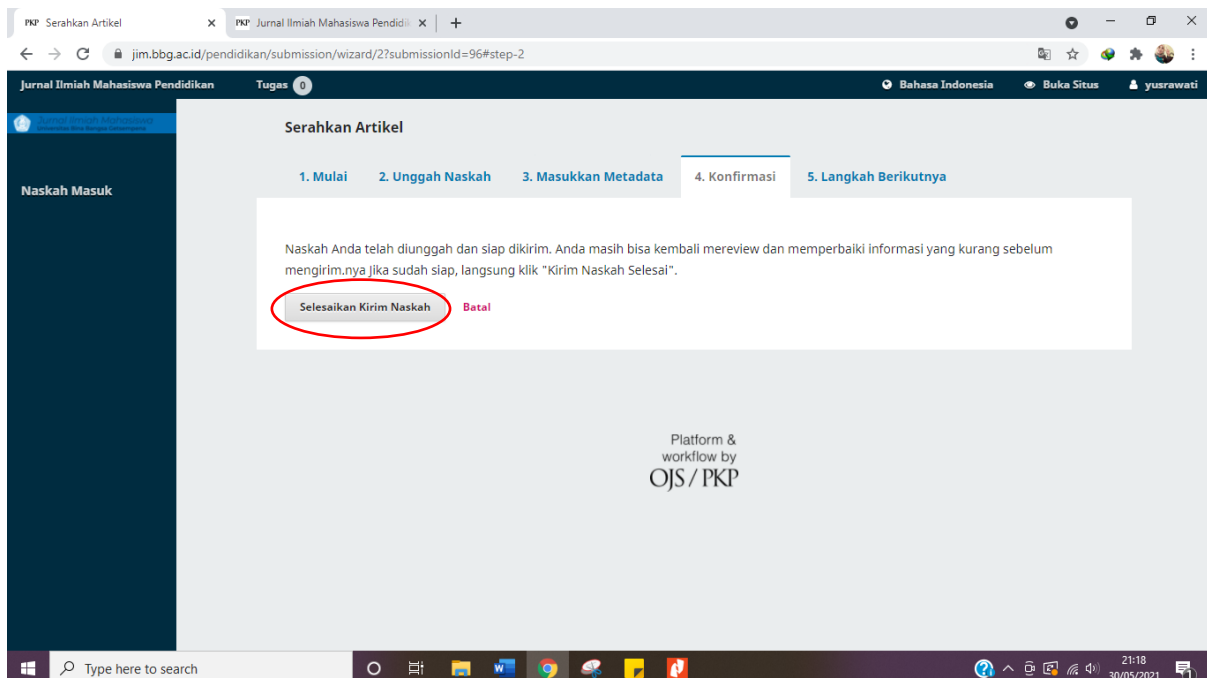 PKP Serahkan Artikel
PKP Jurnal Ilmiah Mahasiswa Pendidi
jim.bbg.ac.id/pendidikan/submission/wizard/2?submissionId=96#step-2
Jurnal Ilmiah Mahasiswa Pendidikan Tugas 0 Bahasa Indonesia Buka Situs yusrawati
Jurnal Ilmiah Mahasiswa
Serahkan Artikel
Naskah Masuk
1. Mulai 2. Unggah Naskah 3. Masukkan Metadata 4. Konfirmasi 5. Langkah Berikutnya
Naskah Anda telah diunggah dan siap dikirim. Anda masih bisa kembali mereview dan memperbaiki informasi yang kurang sebelum
mengirim.nya Jika sudah siap, langsung klik "Kirim Naskah Selesai".
Selesaikan Kirim Naskah Batal
Platform &
workflow by
OJS / PKP
Type here to search
21:18
30/05/2021